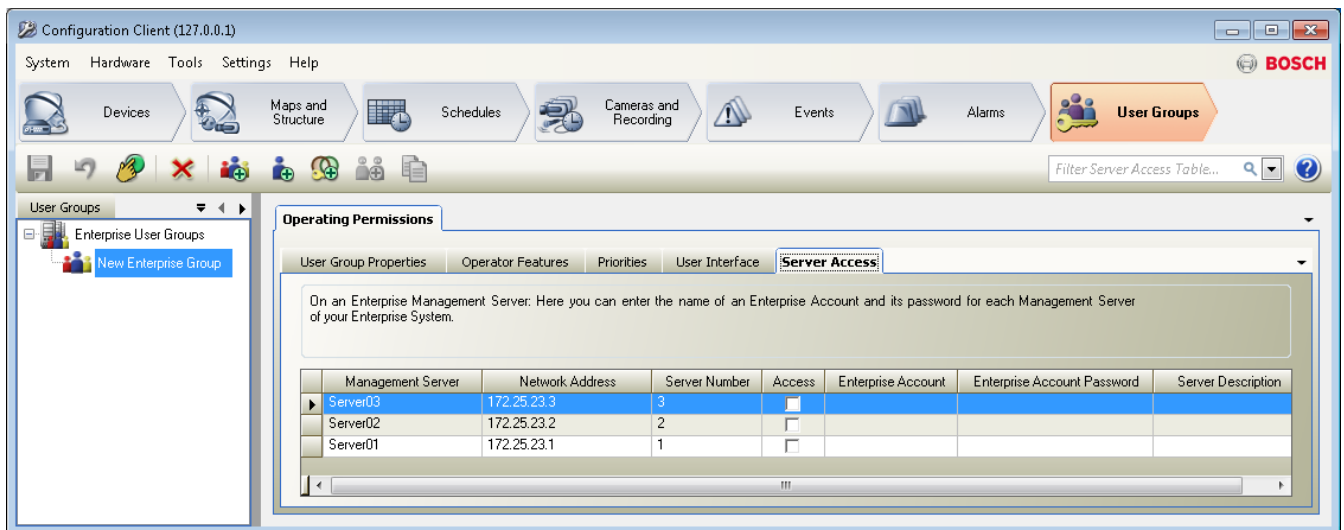 Configuration Client (127.0.0.1)
System Hardware Tools Settings Help
BOSCH
Devices
Maps and
Structure
Schedules
Cameras and
Recording
Events
Alarms
User Groups
Filter Server Access Table...
User Groups
Enterprise User Groups
New Enterprise Group
Operating Permissions
User Group Properties Operator Features Priorities User Interface Server Access
On an Enterprise Management Server: Here you can enter the name of an Enterprise Account and its password for each Management Server
of your Enterprise System.
Management Server Network Address Server Number Access Enterprise Account Enterprise Account Password Server Description
Server03 172.25.23.3 3
Server02 172.25.23.2 2
Server01 172.25.23.1 1